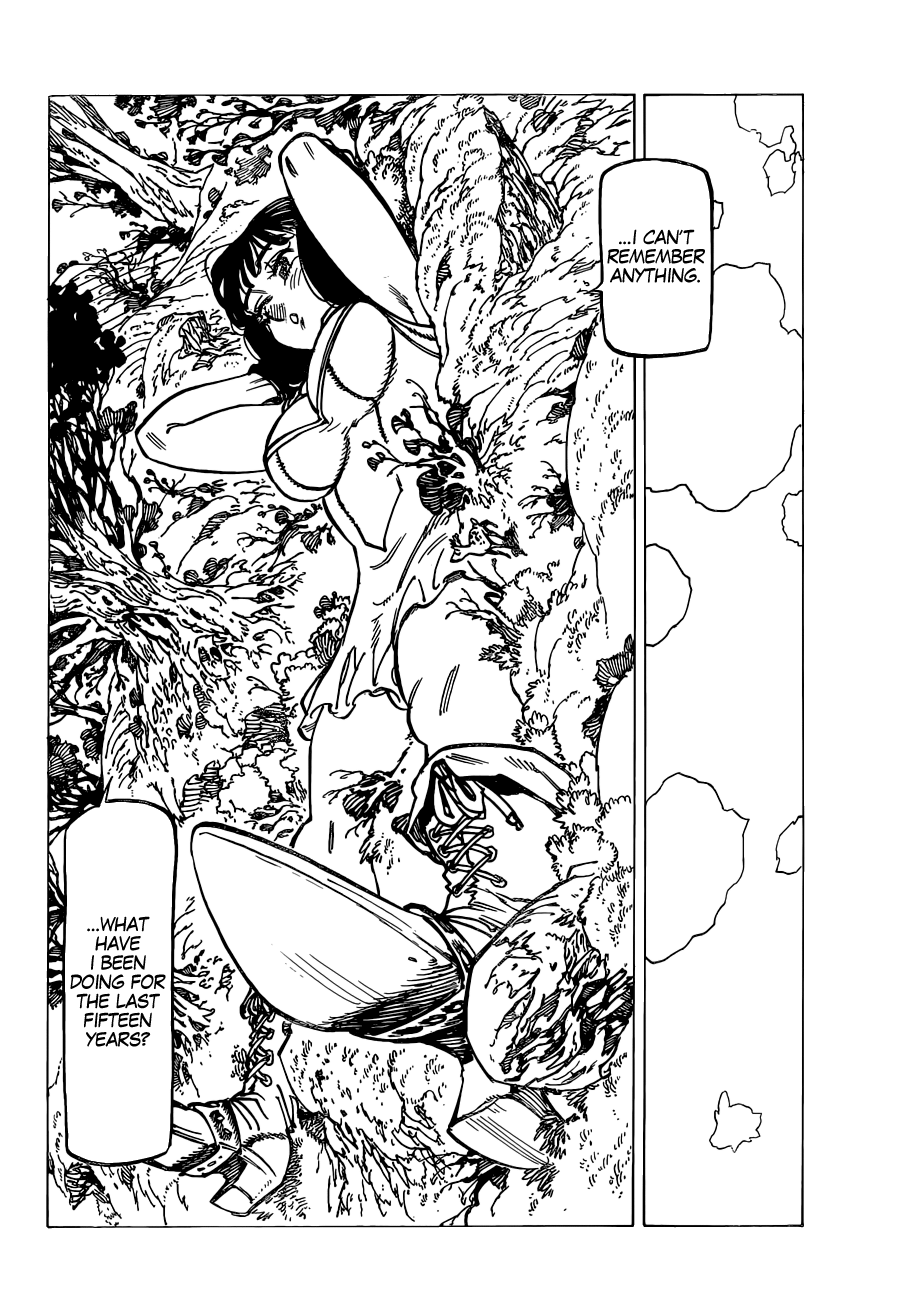 ...I CAN'T
REMEMBER
ANYTHING.
...WHAT
HAVE
I BEEN
DOING FOR
THE LAST
FIFTEEN
YEARS?